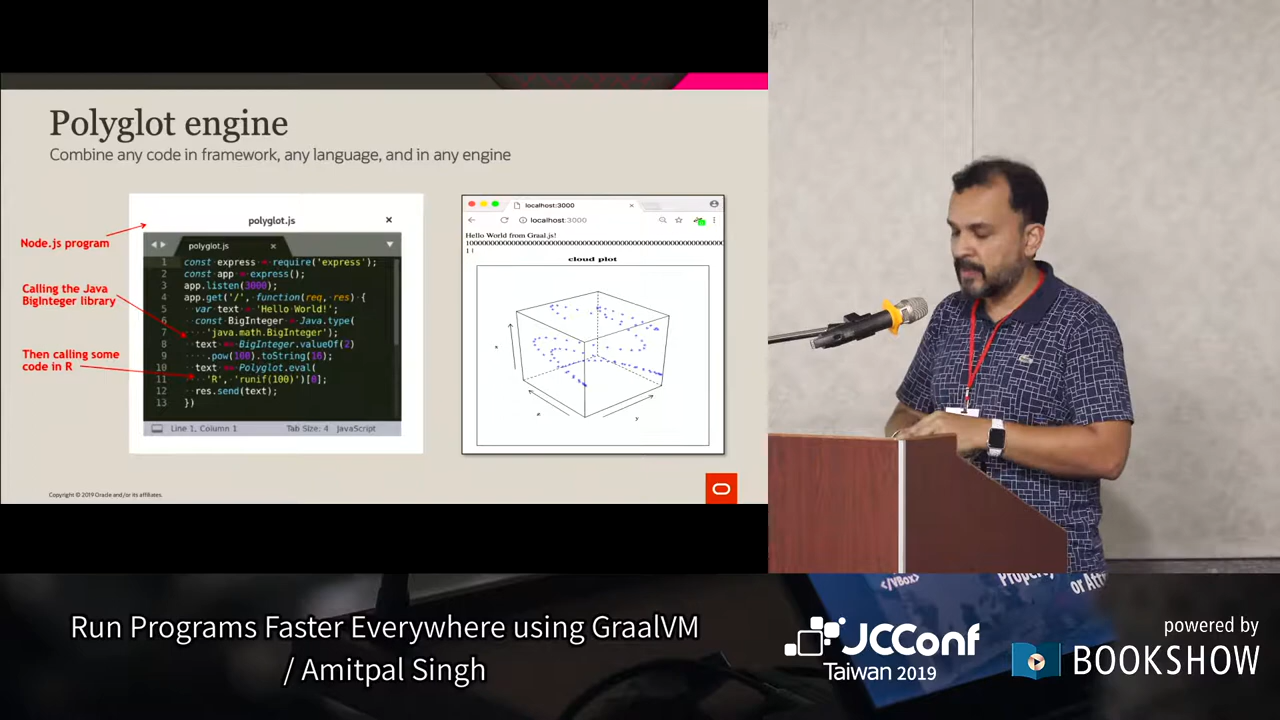 Polyglot engine
Combine any code in framework, any language, and in any engine
polyglot.js
Node.js program
Calling the Java
BigInteger library
Then calling some
code in R
polyglot.js
1 const express = require('express');
2 const app = express();
3 app.listen(3000);
4 app.get('/', function(req, res) {
5 var text = 'Hello World!';
6 const BigInteger = Java.type(
7 'java.math.BigInteger');
8 text += BigInteger.valueOf(2)
9 .pow(100).toString(16);
10 text += Polyglot.eval(
11 'R', 'runif(100)')[0];
12 res.send(text);
13 })
Line 1, Column 1 Tab Size: 4 JavaScript
localhost:3000
localhost:3000
Hello World from Graal.js!
cloud plot
y
Copyright © 2019 Oracle and/or its affiliates.
</VBox>
Run Programs Faster Everywhere using GraalVM
/ Amitpal Singh
JCConf
Taiwan 2019
powered by
BOOKSHOW